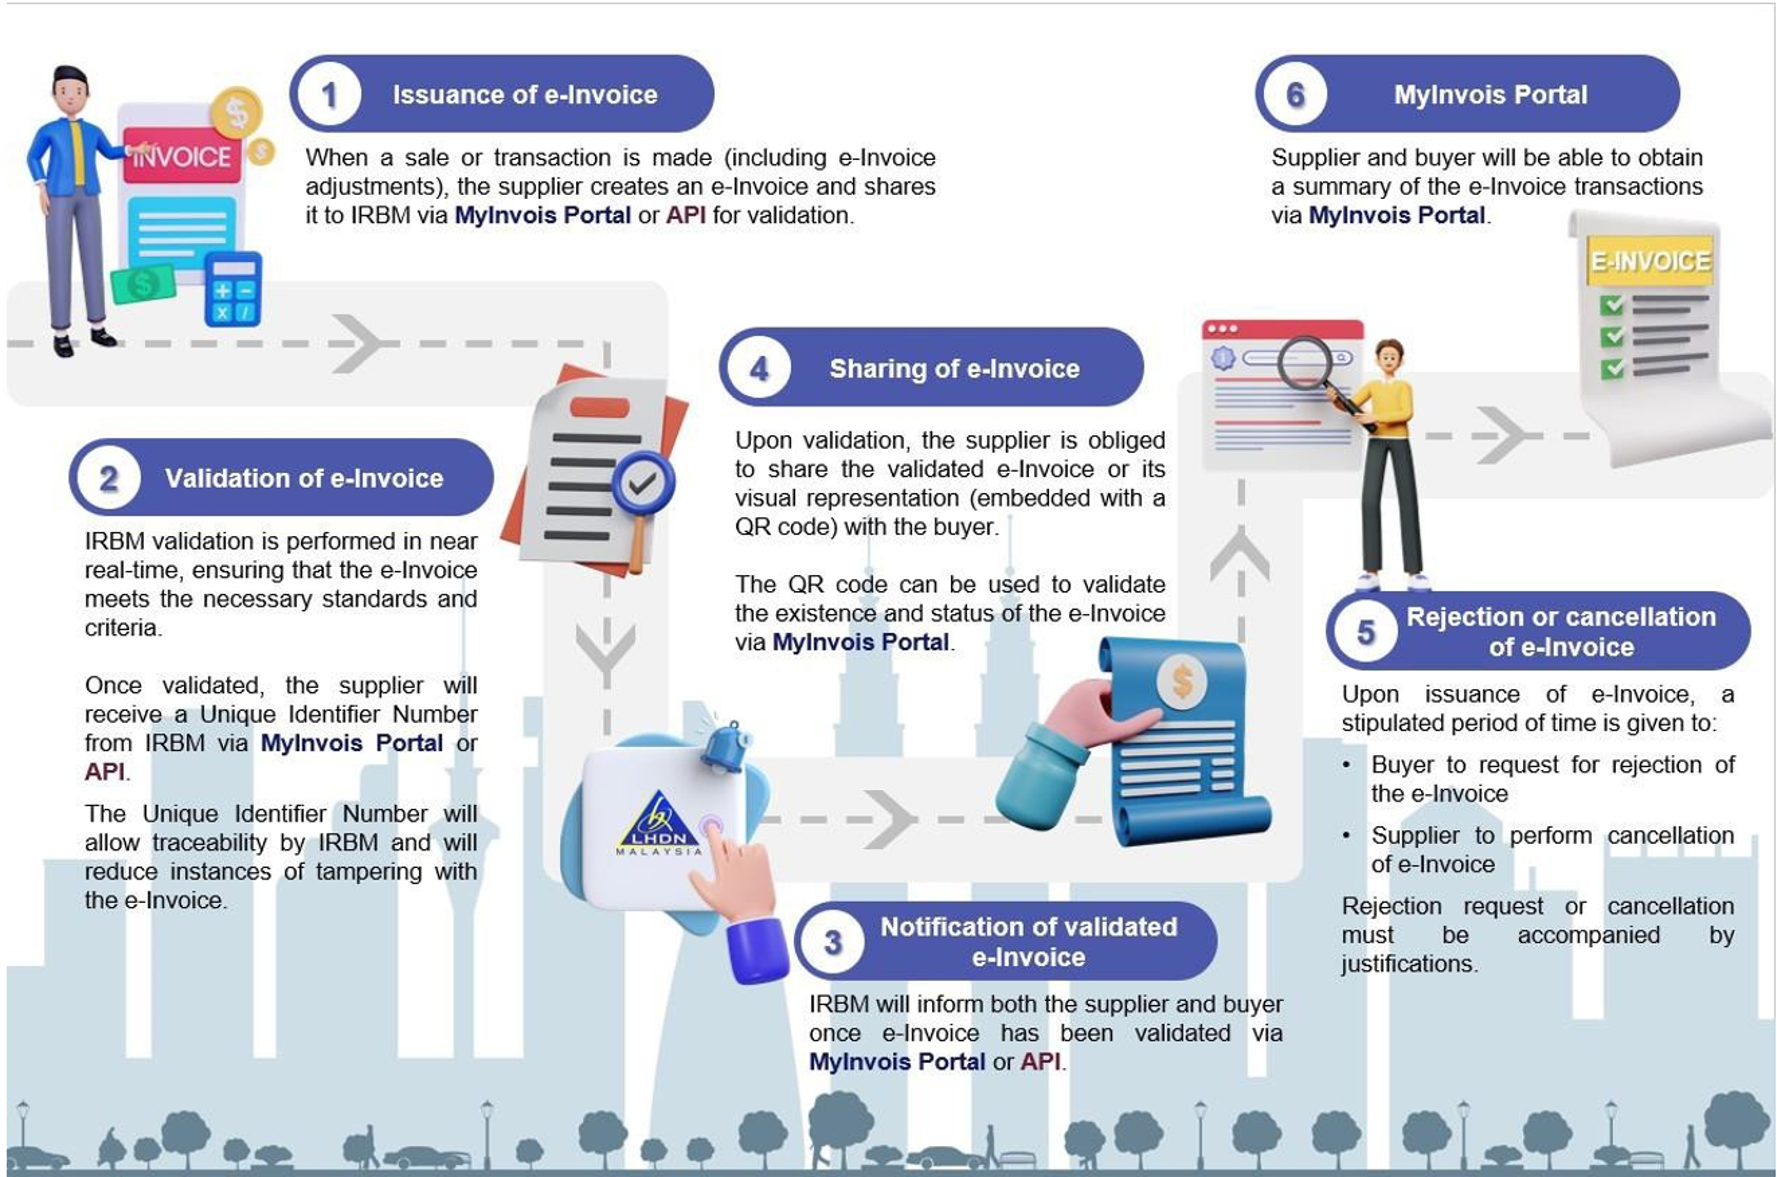 1
Issuance of e-Invoice
When a sale or transaction is made (including e-Invoice
adjustments), the supplier creates an e-Invoice and shares
it to IRBM via MyInvois Portal or API for validation.
INVOICE
2
Validation of e-Invoice
IRBM validation is performed in near
real-time, ensuring that the e-Invoice
meets the necessary standards and
criteria.
Once validated, the supplier will
receive a Unique Identifier Number
from IRBM via MyInvois Portal or
API.
The Unique Identifier Number will
allow traceability by IRBM and will
reduce instances of tampering with
the e-Invoice.
LHDN
MALAYSIA
3
Notification of validated
e-Invoice
IRBM will inform both the supplier and buyer
once e-Invoice has been validated via
MyInvois Portal or API.
4
Sharing of e-Invoice
Upon validation, the supplier is obliged
to share the validated e-Invoice or its
visual representation (embedded with a
QR code) with the buyer.
The QR code can be used to validate
the existence and status of the e-Invoice
via MyInvois Portal.
5
Rejection or cancellation
of e-Invoice
Upon issuance of e-Invoice, a
stipulated period of time is given to:
• Buyer to request for rejection of
the e-Invoice
• Supplier to perform cancellation
of e-Invoice
Rejection request or cancellation
must be accompanied by
justifications.
6
MyInvois Portal
Supplier and buyer will be able to obtain
a summary of the e-Invoice transactions
via MyInvois Portal.
E-INVOICE